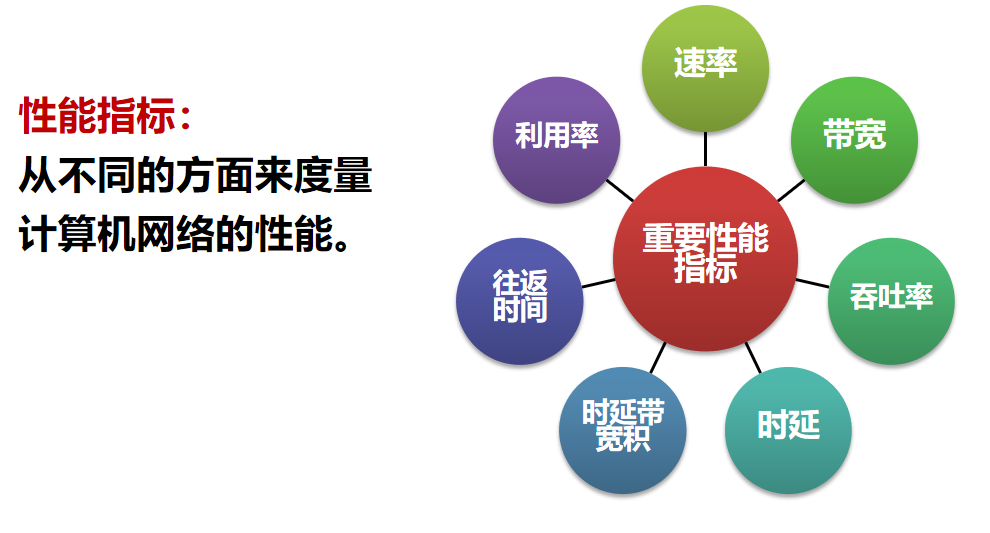 性能指标：
从不同的方面来度量
计算机网络的性能。
速率
带宽
吞吐率
时延
时延带
宽积
往返
时间
利用率
重要性能
指标